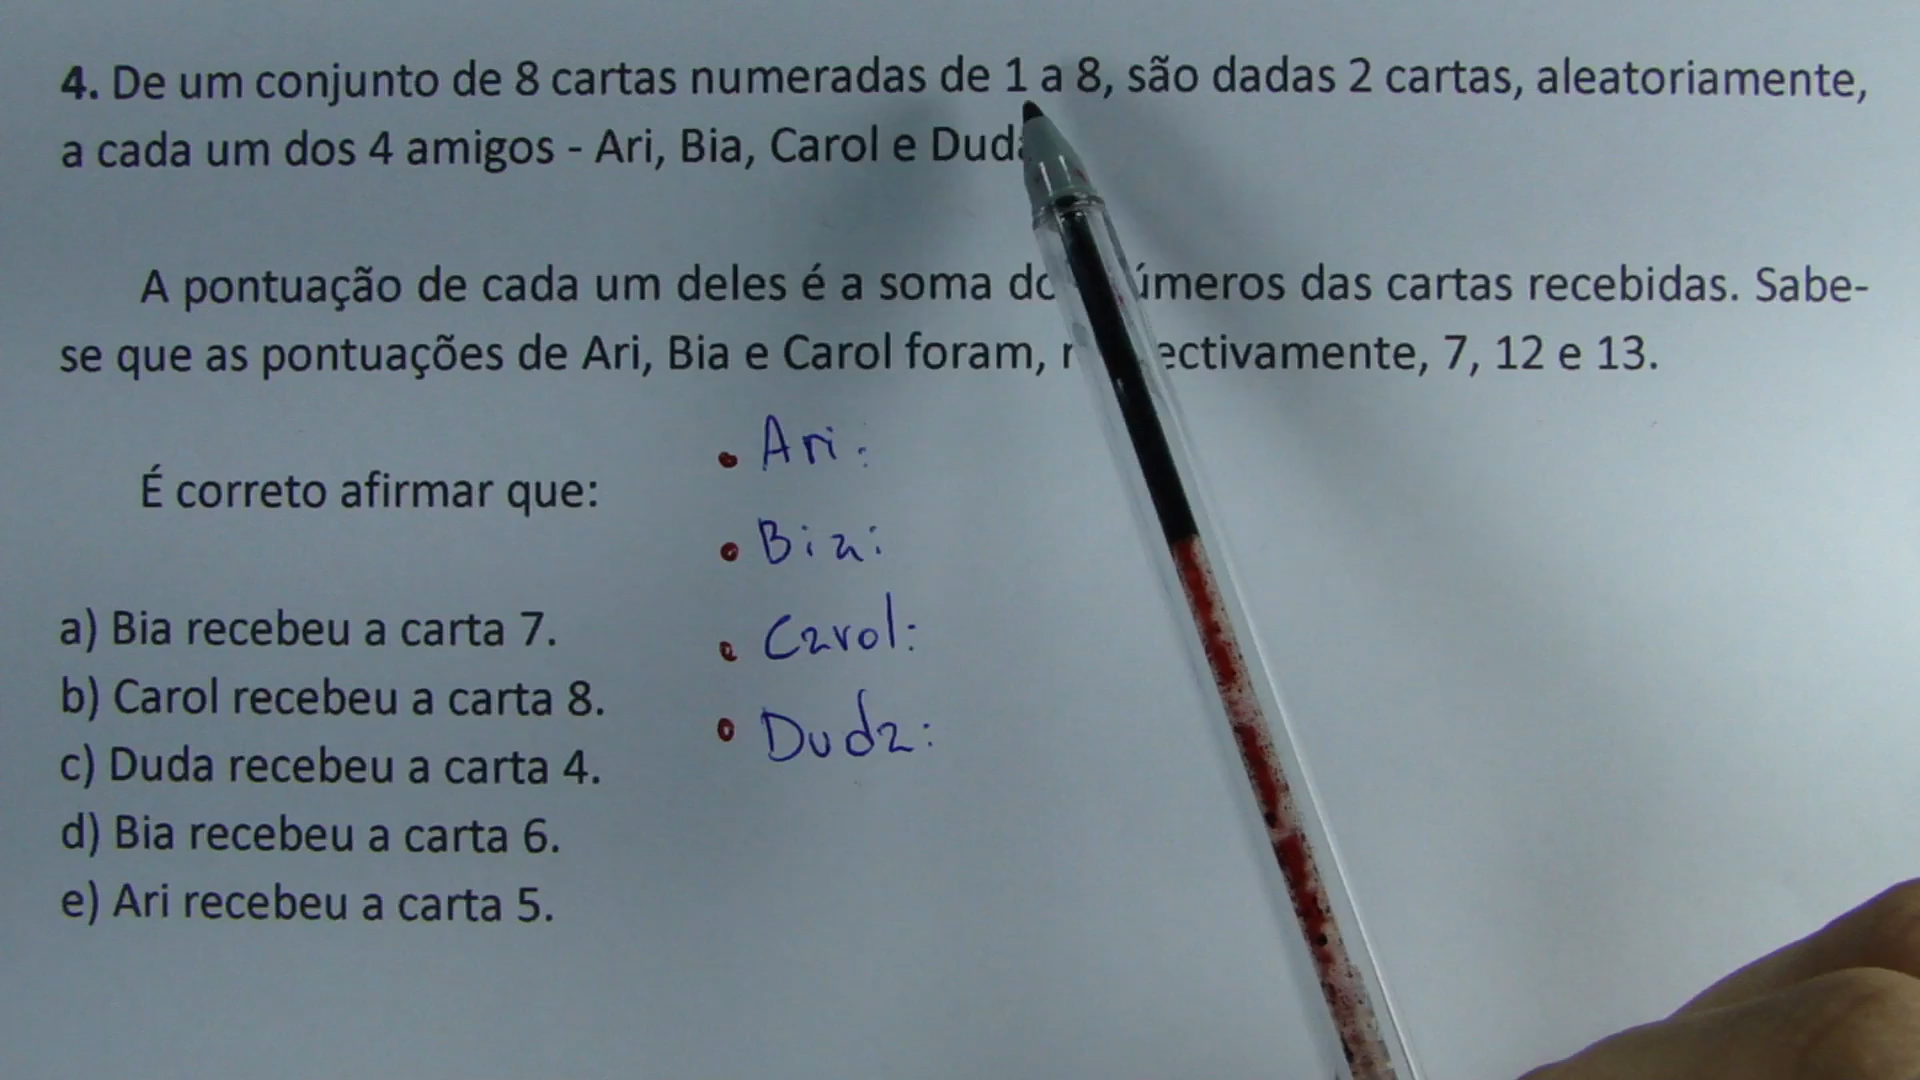 4. De um conjunto de 8 cartas numeradas de 1 a 8, são dadas 2 cartas, aleatoriamente,
a cada um dos 4 amigos - Ari, Bia, Carol e
A pontuação de cada um deles é a soma das cartas recebidas. Sabe-
se que as pontuações de Ari, Bia e Carol foram, 7, 12 e 13.
É correto afirmar que:
a) Bia recebeu a carta 7.
b) Carol recebeu a carta 8.
c) Duda recebeu a carta 4.
d) Bia recebeu a carta 6.
e) Ari recebeu a carta 5.
• Ari:
• Bia:
• Carol:
• Duda: